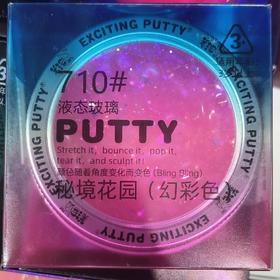 EXCITING PUTTY
710#
液态玻璃
PUTTY
Stretch it, bounce it, pop it,
tear it, and sculpt it!
颜色随着角度变化而变色(Bling Bling)
秘境花园(幻彩色
EXCITING PUTTY
3+